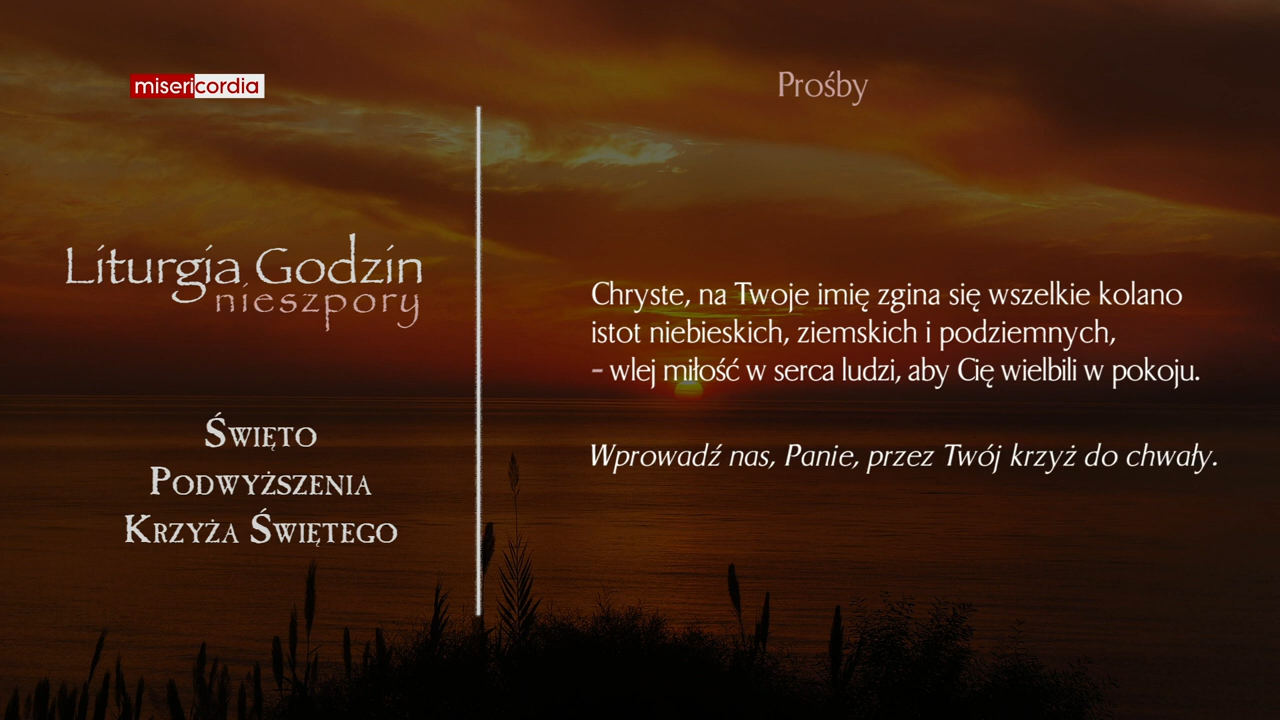 misericordia
Prośby
Liturgia Godzin
nieszpory
Święto
Podwyższenia
Krzyża Świętego
Chryste, na Twoje imię zgina się wszelkie kolano
istot niebieskich, ziemskich i podziemnych,
- wlej miłość w serca ludzi, aby Cię wielbili w pokoju.
Wprowadź nas, Panie, przez Twój krzyż do chwały.